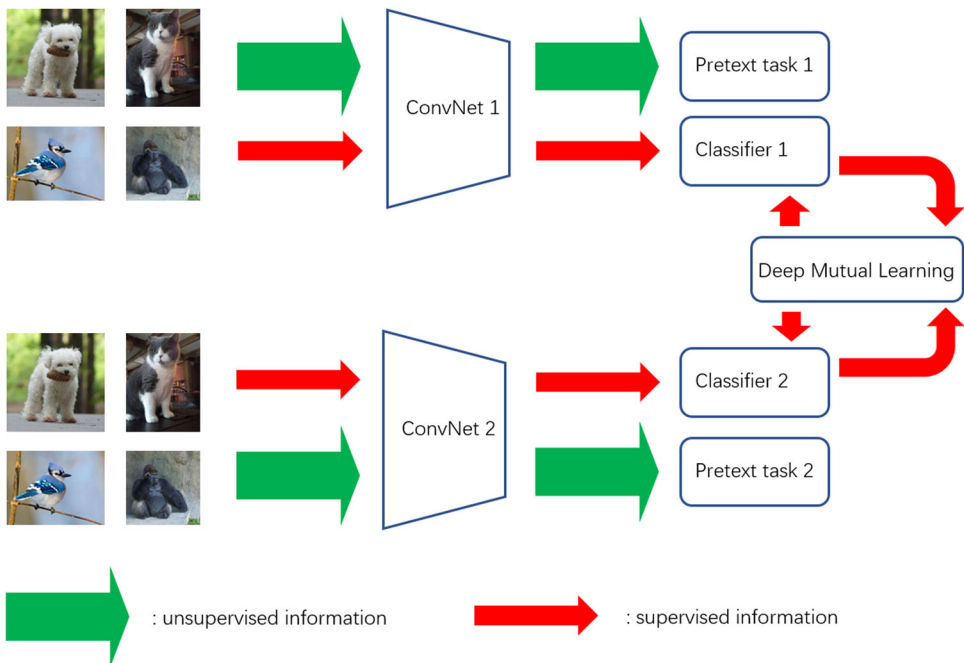 Pretext task 1
ConvNet 1
Classifier 1
Deep Mutual Learning
Classifier 2
ConvNet 2
Pretext task 2
: unsupervised information
: supervised information